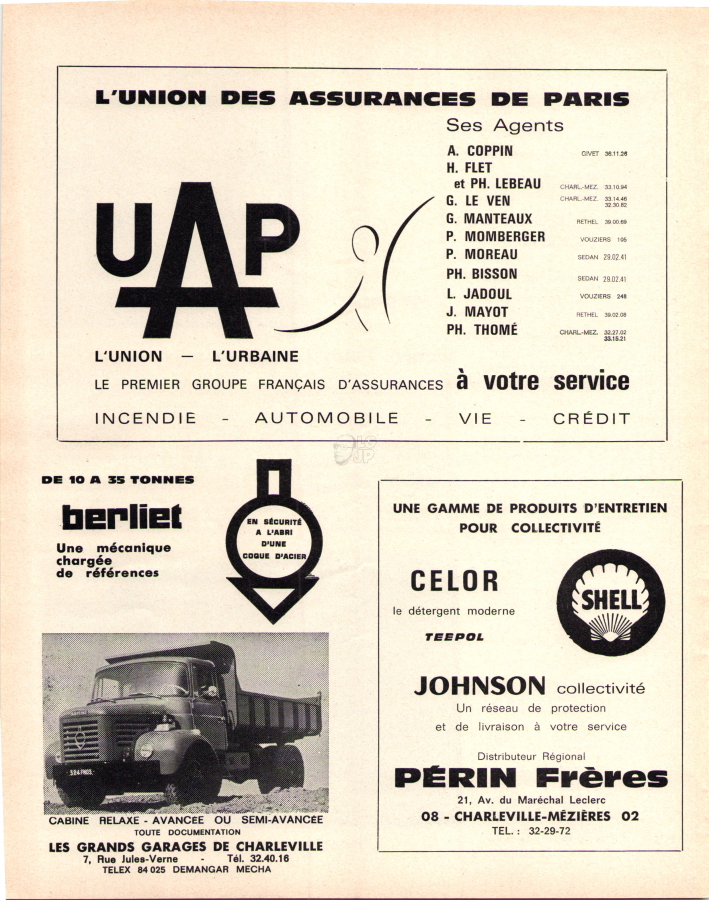 L'UNION DES ASSURANCES DE PARIS
Ses Agents
A. COPPIN GIVET 36.11.26
H. FLET
et PH. LEBEAU CHARL.-MEZ. 33.10.94
G. LE VEN CHARL.-MEZ. 33.14.46
32.30.62
G. MANTEAUX RETHEL 39.00.69
P. MOMBERGER VOUZIERS 195
P. MOREAU SEDAN 29.02.41
PH. BISSON SEDAN 29.02.41
L. JADOUL VOUZIERS 248
J. MAYOT RETHEL 39.02.08
PH. THOMÉ CHARL.-MEZ. 32.27.02
33.15.21
UAP
L'UNION — L'URBAINE
LE PREMIER GROUPE FRANÇAIS D'ASSURANCES à votre service
INCENDIE - AUTOMOBILE - VIE - CRÉDIT
DE 10 A 35 TONNES
berliet
Une mécanique
chargée
de références
EN SÉCURITÉ
A L'ABRI
D'UNE
COQUE D'ACIER
CABINE RELAXE - AVANCÉE OU SEMI-AVANCÉE
TOUTE DOCUMENTATION
LES GRANDS GARAGES DE CHARLEVILLE
7, Rue Jules-Verne - Tél. 32.40.16
TELEX 84 025 DEMANGAR MECHA
UNE GAMME DE PRODUITS D'ENTRETIEN
POUR COLLECTIVITÉ
CELOR
le détergent moderne
TEEPOL
SHELL
JOHNSON collectivité
Un réseau de protection
et de livraison à votre service
Distributeur Régional
PÉRIN Frères
21, Av. du Maréchal Leclerc
08 - CHARLEVILLE-MÉZIÈRES 02
TEL. : 32-29-72